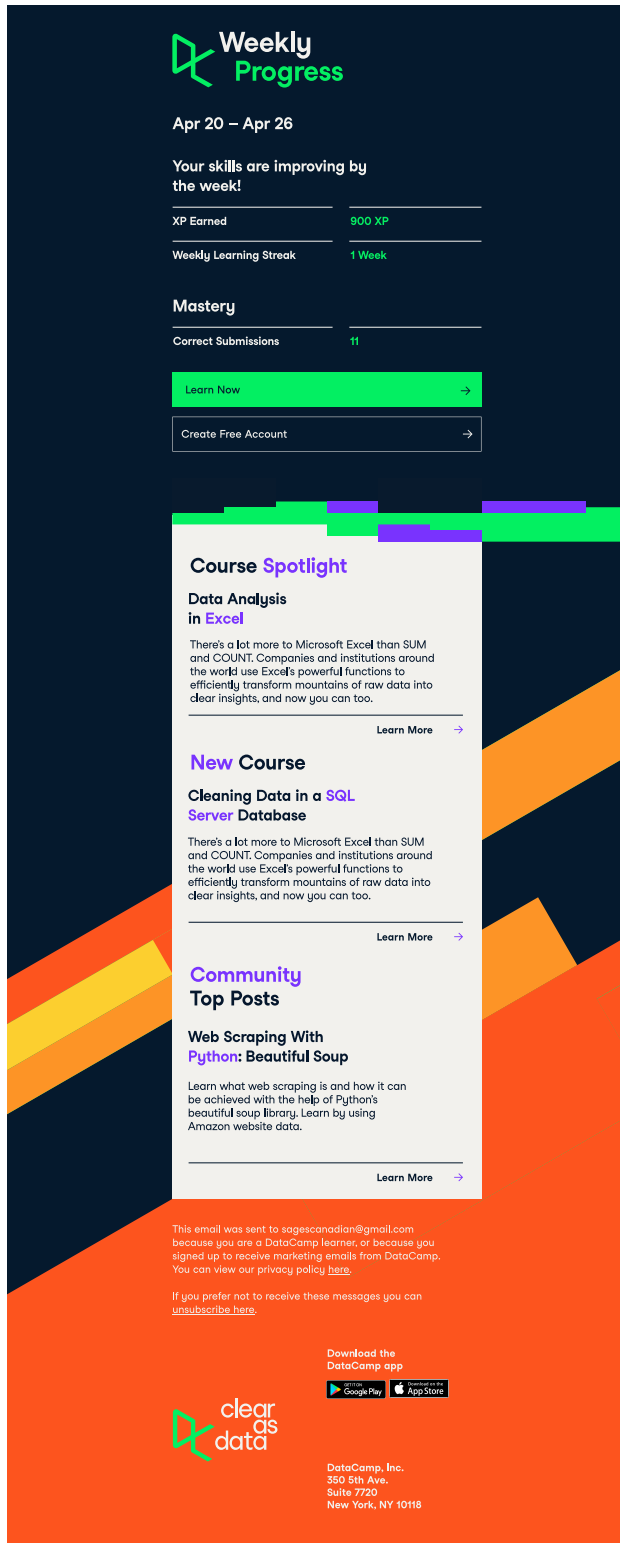 Weekly
Progress
Apr 20 – Apr 26
Your skills are improving by
the week!
XP Earned 900 XP
Weekly Learning Streak 1 Week
Mastery
Correct Submissions 11
Learn Now
Create Free Account
Course Spotlight
Data Analysis
in Excel
There's a lot more to Microsoft Excel than SUM
and COUNT. Companies and institutions around
the world use Excel's powerful functions to
efficiently transform mountains of raw data into
clear insights, and now you can too.
Learn More
New Course
Cleaning Data in a SQL
Server Database
There's a lot more to Microsoft Excel than SUM
and COUNT. Companies and institutions around
the world use Excel's powerful functions to
efficiently transform mountains of raw data into
clear insights, and now you can too.
Learn More
Community
Top Posts
Web Scraping With
Python: Beautiful Soup
Learn what web scraping is and how it can
be achieved with the help of Python's
beautiful soup library. Learn by using
Amazon website data.
Learn More
This email was sent to sagescanadian@gmail.com
because you are a DataCamp learner, or because you
signed up to receive marketing emails from DataCamp.
You can view our privacy policy here.
If you prefer not to receive these messages you can
unsubscribe here.
Download the
DataCamp app
GET IT ON
Google Play
Download on the
App Store
clear
as
data
DataCamp, Inc.
350 5th Ave.
Suite 7720
New York, NY 10118